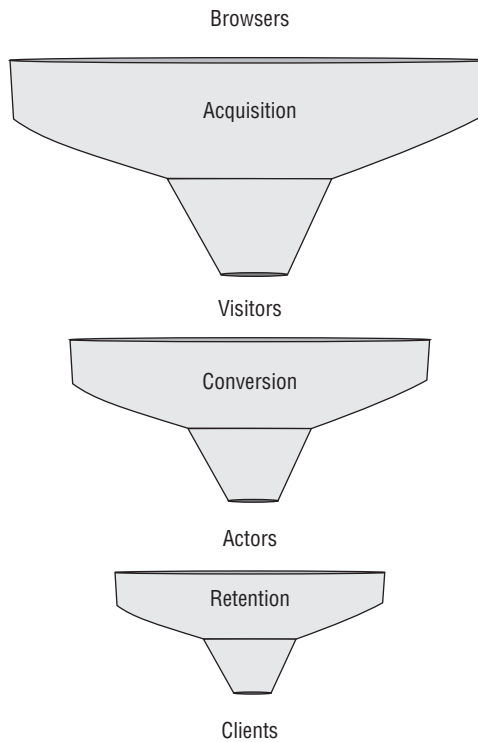 Browsers
Acquisition
Visitors
Conversion
Actors
Retention
Clients